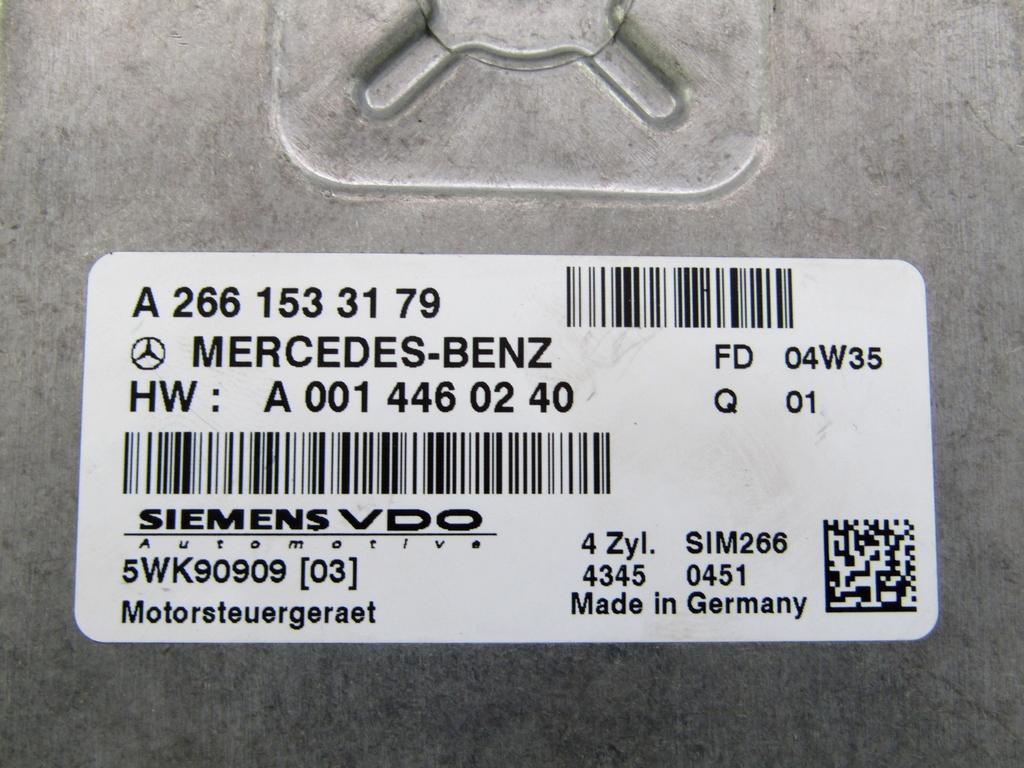 A 266 153 31 79
MERCEDES-BENZ
FD 04W35
HW : A 001 446 02 40
Q 01
SIEMENS VDO
Automotive
5WK90909 [03]
Motorsteuergeraet
4 Zyl. SIM266
4345 0451
Made in Germany